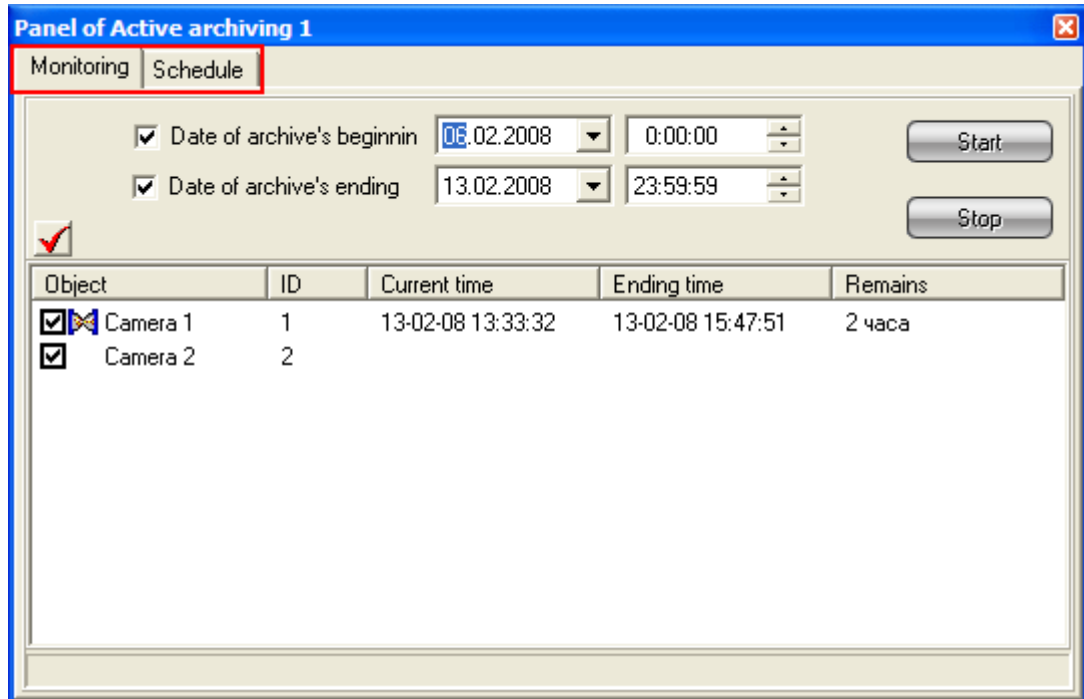 Panel of Active archiving 1
Monitoring Schedule
Date of archive's beginnin 06.02.2008 0:00:00 Start
Date of archive's ending 13.02.2008 23:59:59
Stop
Object ID Current time Ending time Remains
Camera 1 1 13-02-08 13:33:32 13-02-08 15:47:51 2 часа
Camera 2 2